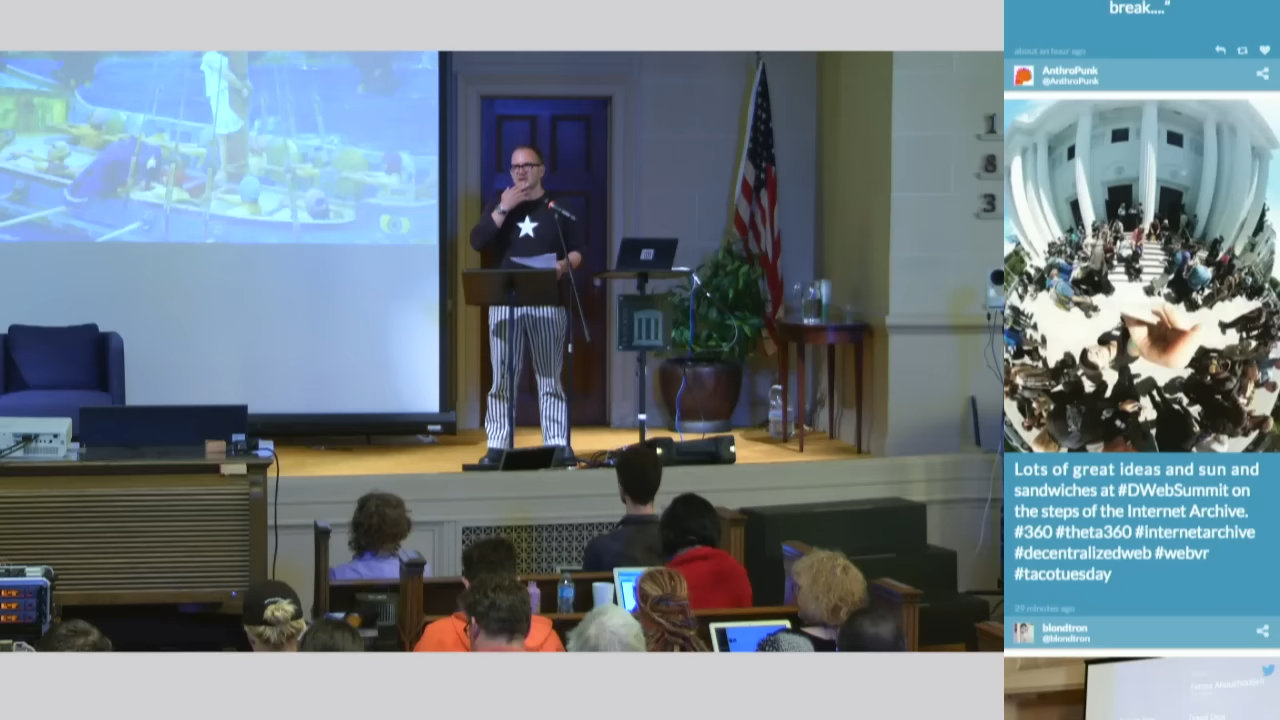 break...."
about an hour ago
AnthroPunk
@AnthroPunk
1
8
3
Lots of great ideas and sun and
sandwiches at #DWebSummit on
the steps of the Internet Archive.
#360 #theta360 #internetarchive
#decentralizedweb #webvr
#tacotuesday
29 minutes ago
blondtron
@blondtron